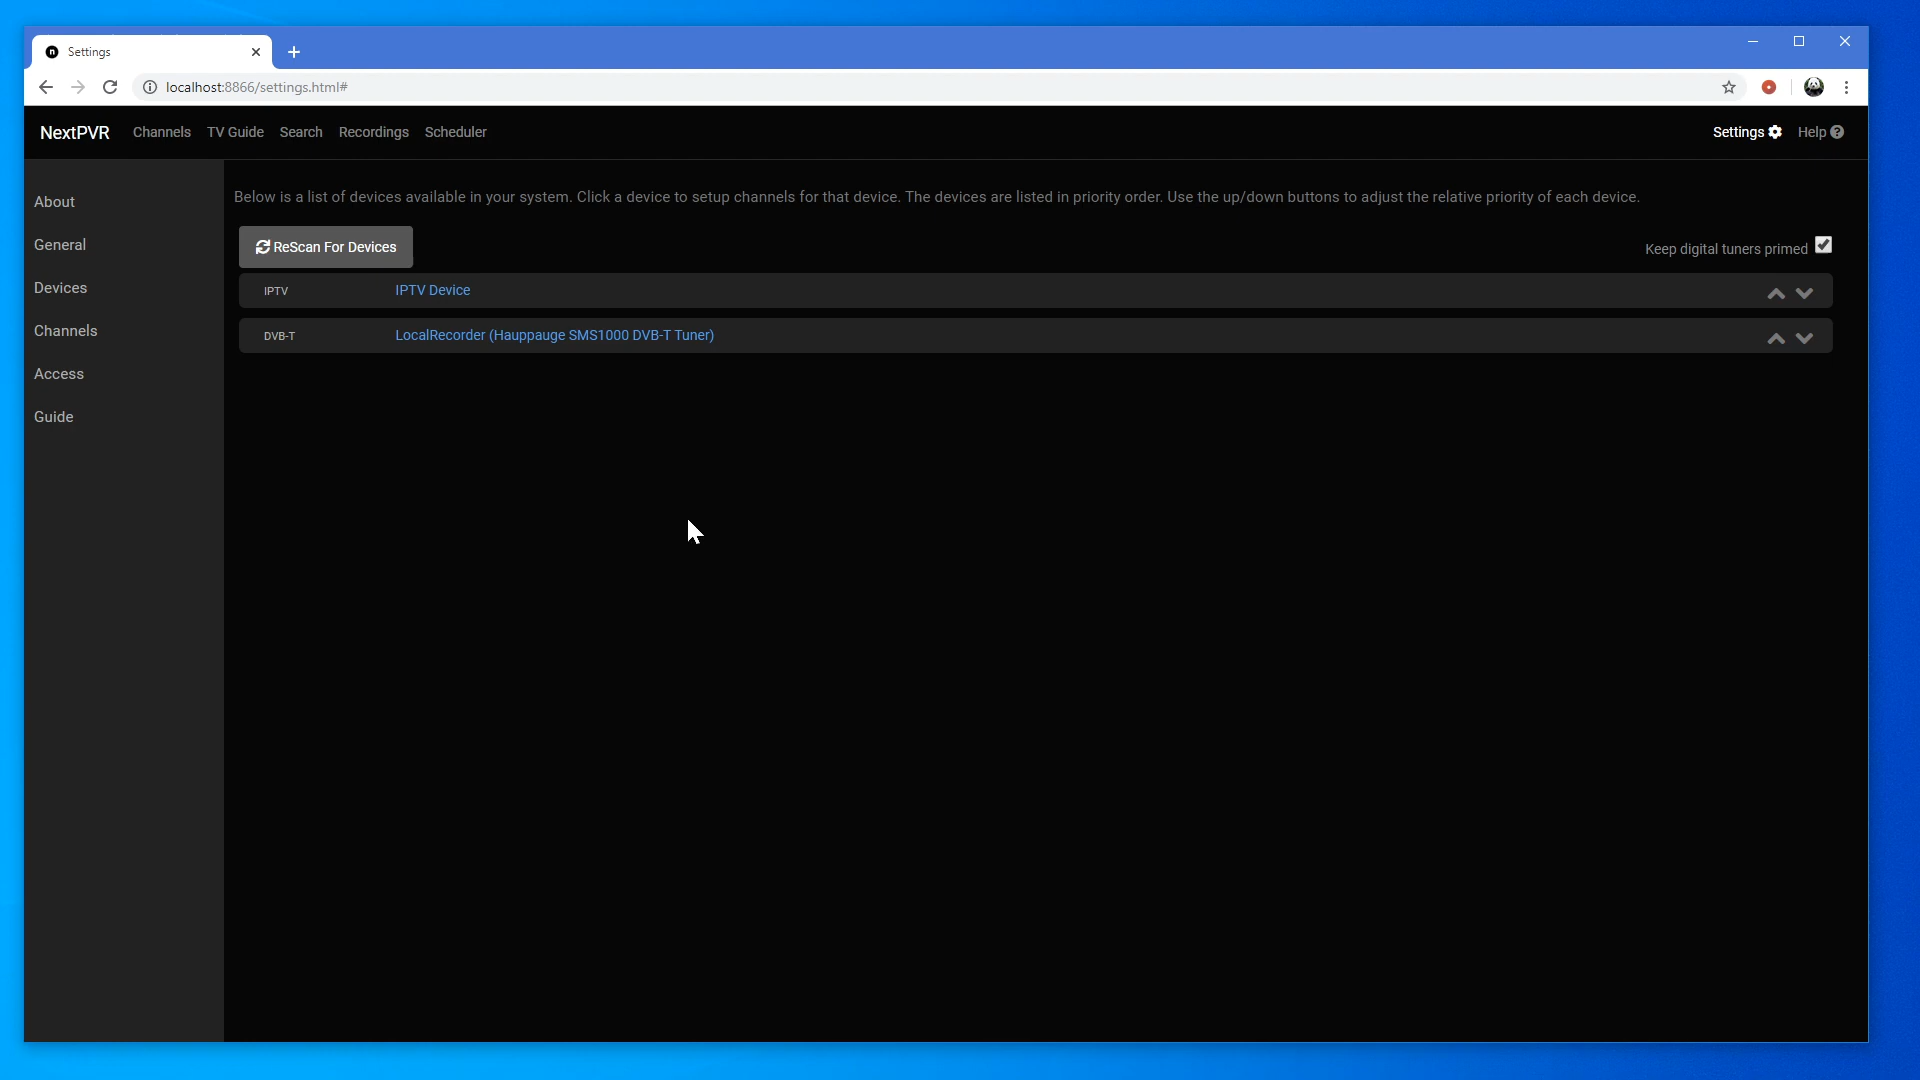 Settings
localhost:8866/settings.html#
NextPVR Channels TV Guide Search Recordings Scheduler Settings Help
About
General
Devices
Channels
Access
Guide
Below is a list of devices available in your system. Click a device to setup channels for that device. The devices are listed in priority order. Use the up/down buttons to adjust the relative priority of each device.
ReScan For Devices
Keep digital tuners primed
IPTV IPTV Device
DVB-T LocalRecorder (Hauppauge SMS1000 DVB-T Tuner)